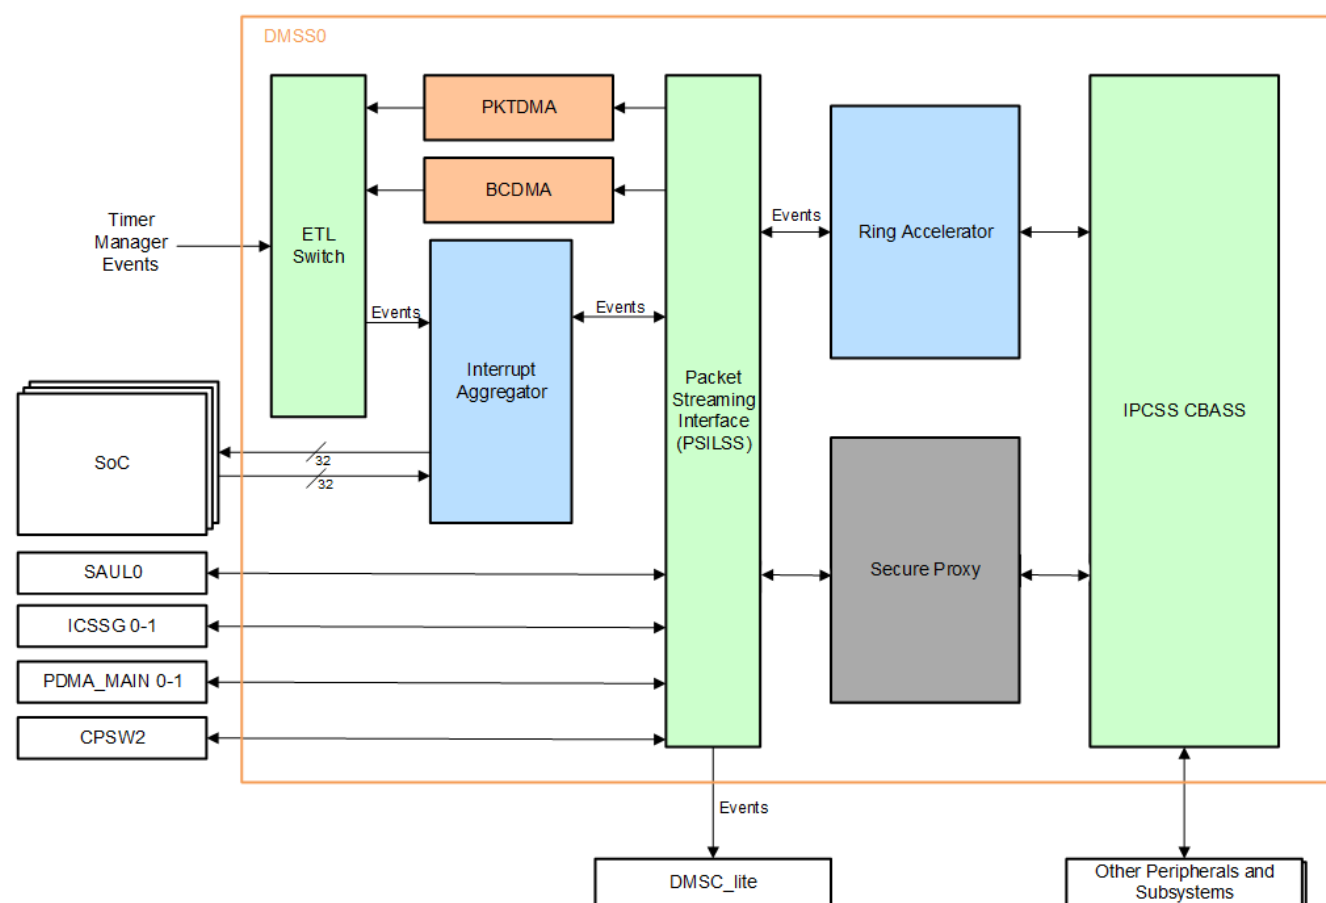 DMSS0
PKTDMA
BCDMA
Events
Ring Accelerator
Timer
Manager
Events
ETL
Switch
Events
Events
Interrupt
Aggregator
Packet
Streaming
Interface
(PSILSS)
IPCSS CBASS
SoC
32
32
SAUL0
Secure Proxy
ICSSG 0-1
PDMA_MAIN 0-1
CPSW2
Events
DMSC_lite
Other Peripherals and
Subsystems